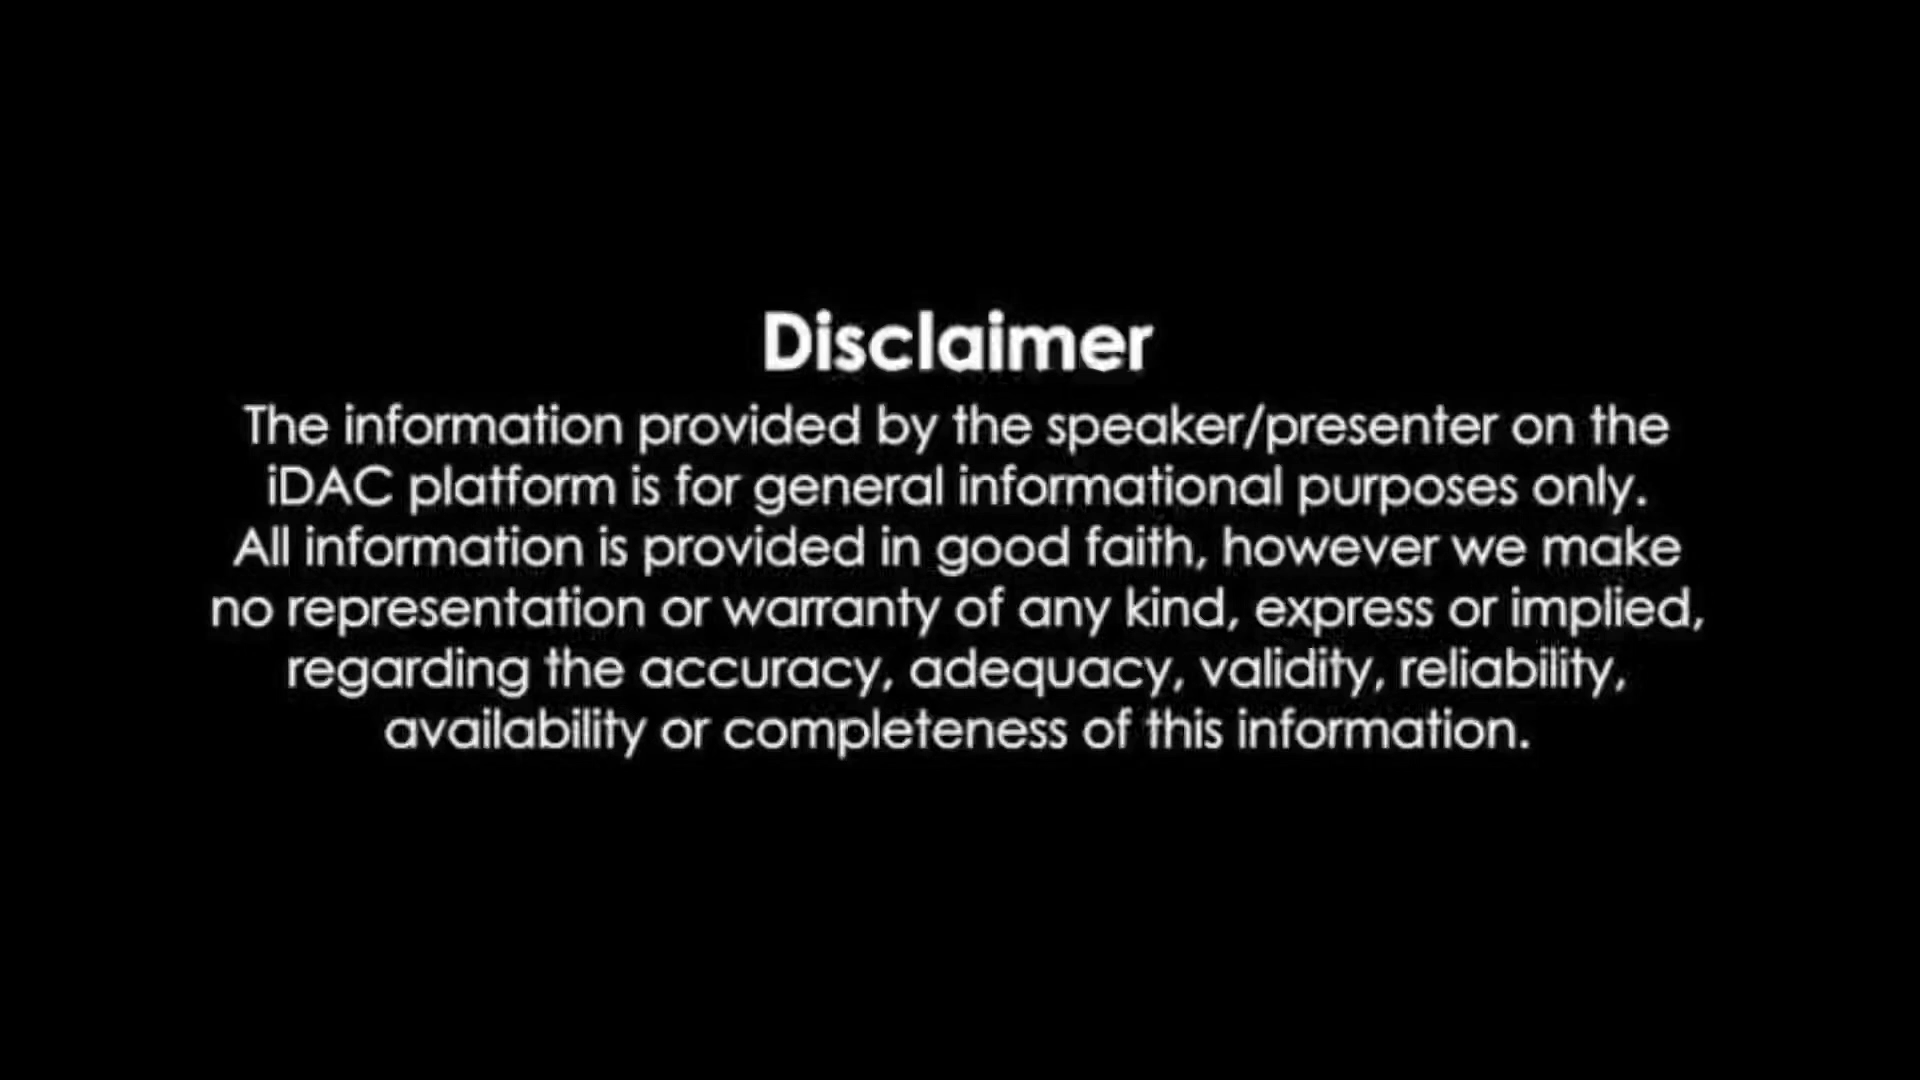 Disclaimer
The information provided by the speaker/presenter on the
iDAC platform is for general informational purposes only.
All information is provided in good faith, however we make
no representation or warranty of any kind, express or implied,
regarding the accuracy, adequacy, validity, reliability,
availability or completeness of this information.